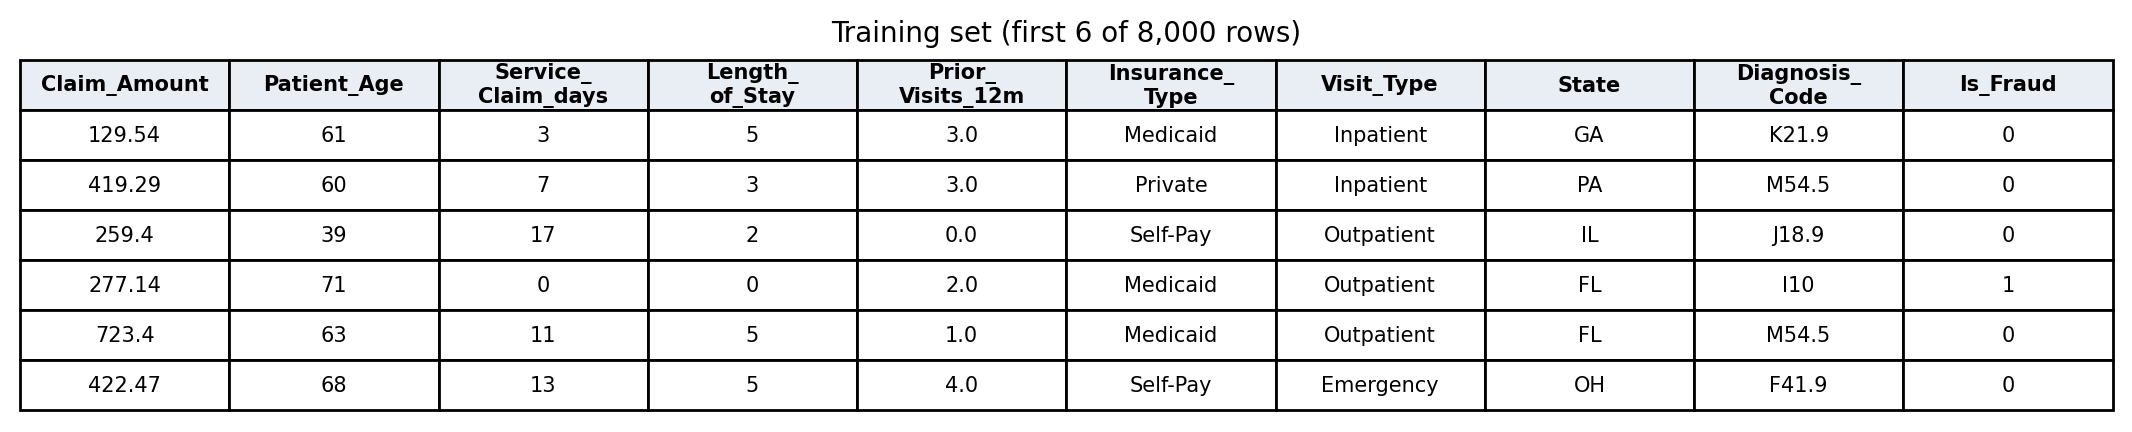 Training set (first 6 of 8,000 rows)
Claim_Amount Patient_Age Service_ Claim_days Length_ of_Stay Prior_ Visits_12m Insurance_ Type Visit_Type State Diagnosis_ Code Is_Fraud
129.54 61 3 5 3.0 Medicaid Inpatient GA K21.9 0
419.29 60 7 3 3.0 Private Inpatient PA M54.5 0
259.4 39 17 2 0.0 Self-Pay Outpatient IL J18.9 0
277.14 71 0 0 2.0 Medicaid Outpatient FL I10 1
723.4 63 11 5 1.0 Medicaid Outpatient FL M54.5 0
422.47 68 13 5 4.0 Self-Pay Emergency OH F41.9 0